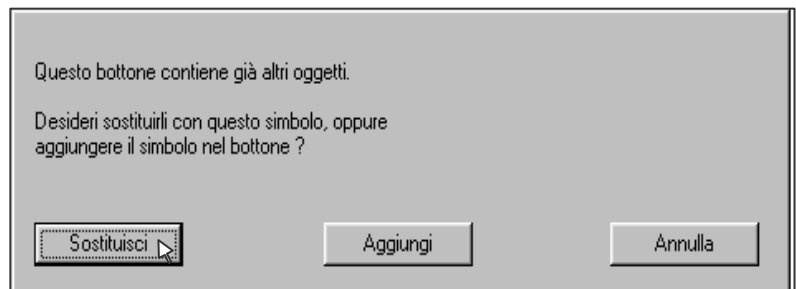 Questo bottone contiene già altri oggetti.
Desideri sostituirli con questo simbolo, oppure
aggiungere il simbolo nel bottone ?
Sostituisci
Aggiungi
Annulla